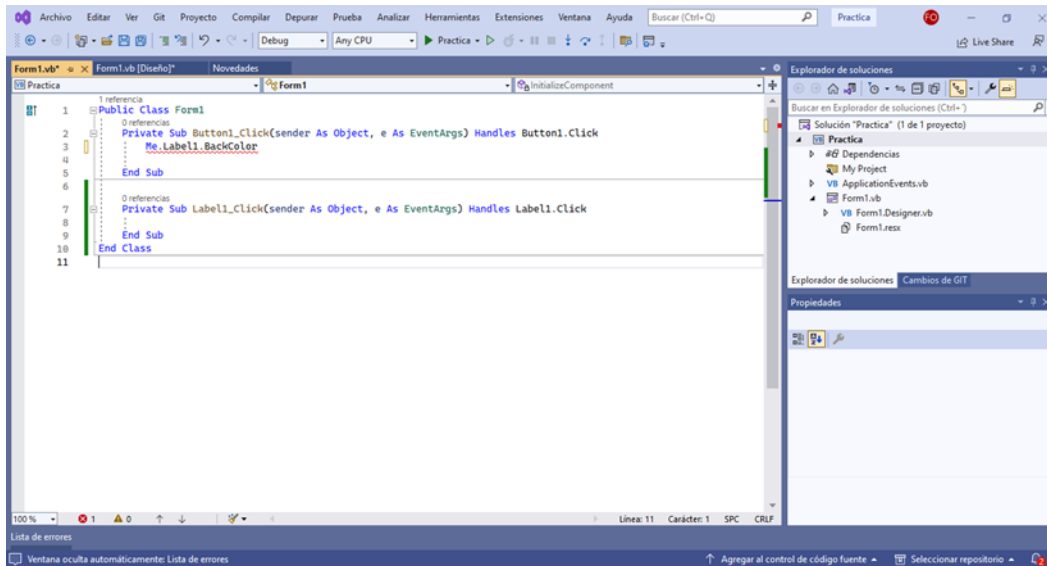 Archivo Editar Ver Git Proyecto Compilar Depurar Prueba Analizar Herramientas Extensiones Ventana Ayuda Buscar (Ctrl+Q) Practica FO
Debug Any CPU Practica Live Share
Form1.vb* Form1.vb [Diseño]* Novedades
VB Practica Form1 InitializeComponent
1 referencia
1 Public Class Form1
0 referencias
2 Private Sub Button1_Click(sender As Object, e As EventArgs) Handles Button1.Click
3 Me.Label1.BackColor
4
5 End Sub
6
0 referencias
7 Private Sub Label1_Click(sender As Object, e As EventArgs) Handles Label1.Click
8
9 End Sub
10 End Class
11
100 % 1 0 Línea: 11 Carácter: 1 SPC CRLF
Explorador de soluciones
Buscar en Explorador de soluciones (Ctrl+´)
Solución "Practica" (1 de 1 proyecto)
VB Practica
Dependencias
My Project
VB ApplicationEvents.vb
Form1.vb
VB Form1.Designer.vb
Form1.resx
Explorador de soluciones Cambios de GIT
Propiedades
Lista de errores
Ventana oculta automáticamente: Lista de errores Agregar al control de código fuente Seleccionar repositorio 2